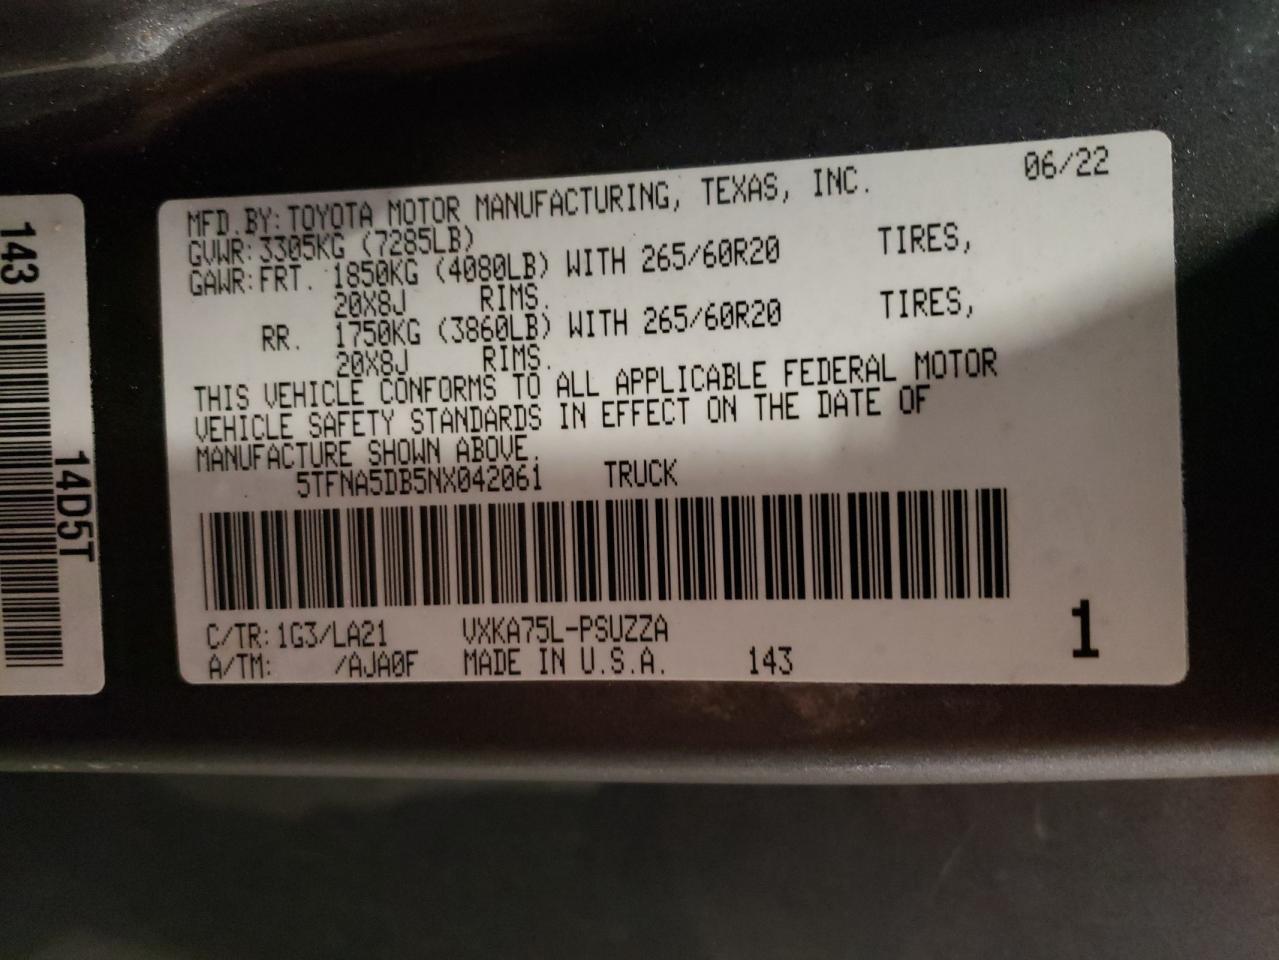 143
14D5T
MFD.BY:TOYOTA MOTOR MANUFACTURING, TEXAS, INC. 06/22
GVWR:3305KG (7285LB)
GAWR:FRT. 1850KG (4080LB) WITH 265/60R20 TIRES,
20X8J RIMS.
RR. 1750KG (3860LB) WITH 265/60R20 TIRES,
20X8J RIMS.
THIS VEHICLE CONFORMS TO ALL APPLICABLE FEDERAL MOTOR
VEHICLE SAFETY STANDARDS IN EFFECT ON THE DATE OF
MANUFACTURE SHOWN ABOVE.
5TFNA5DB5NX042061 TRUCK
C/TR:1G3/LA21 VXKA75L-PSUZZA
A/TM: /AJA0F MADE IN U.S.A. 143
1